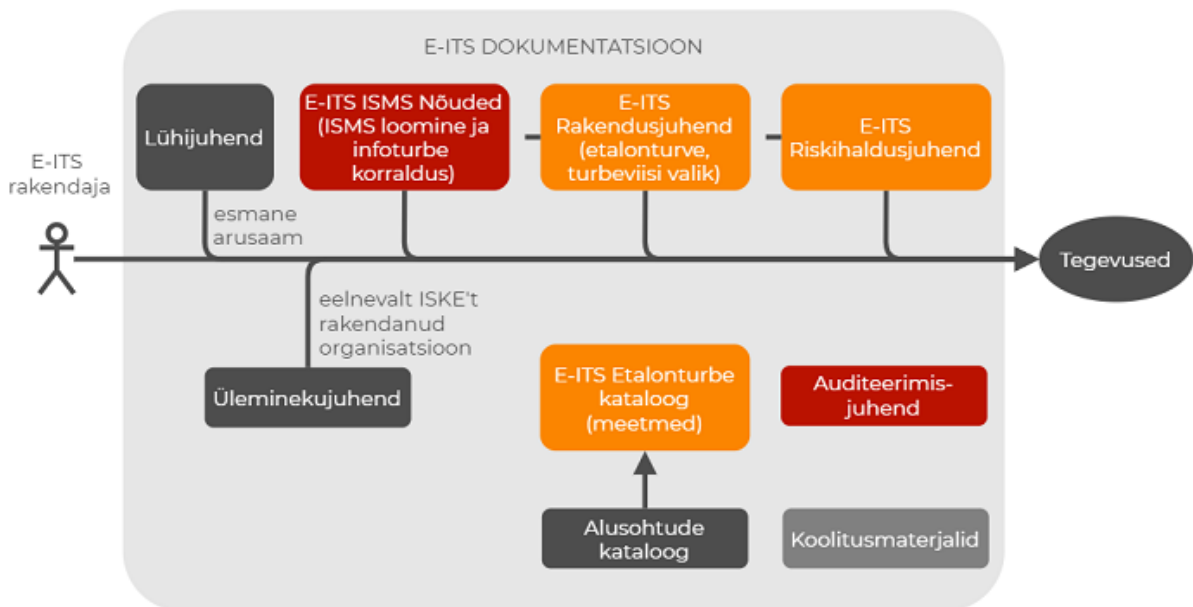 E-ITS DOKUMENTATSIOON
Lühijuhend
E-ITS ISMS Nõuded
(ISMS loomine ja
infoturbe
korraldus)
E-ITS
Rakendusjuhend
(etalonturve,
turbeviisi valik)
E-ITS
Riskihaldusjuhend
E-ITS
rakendaja
esmane
arusaam
Tegevused
eelnevalt ISKE't
rakendanud
organisatsioon
Üleminekujuhend
E-ITS Etalonturbe
kataloog
(meetmed)
Auditeerimis-
juhend
Alusohtude
kataloog
Koolitusmaterjalid